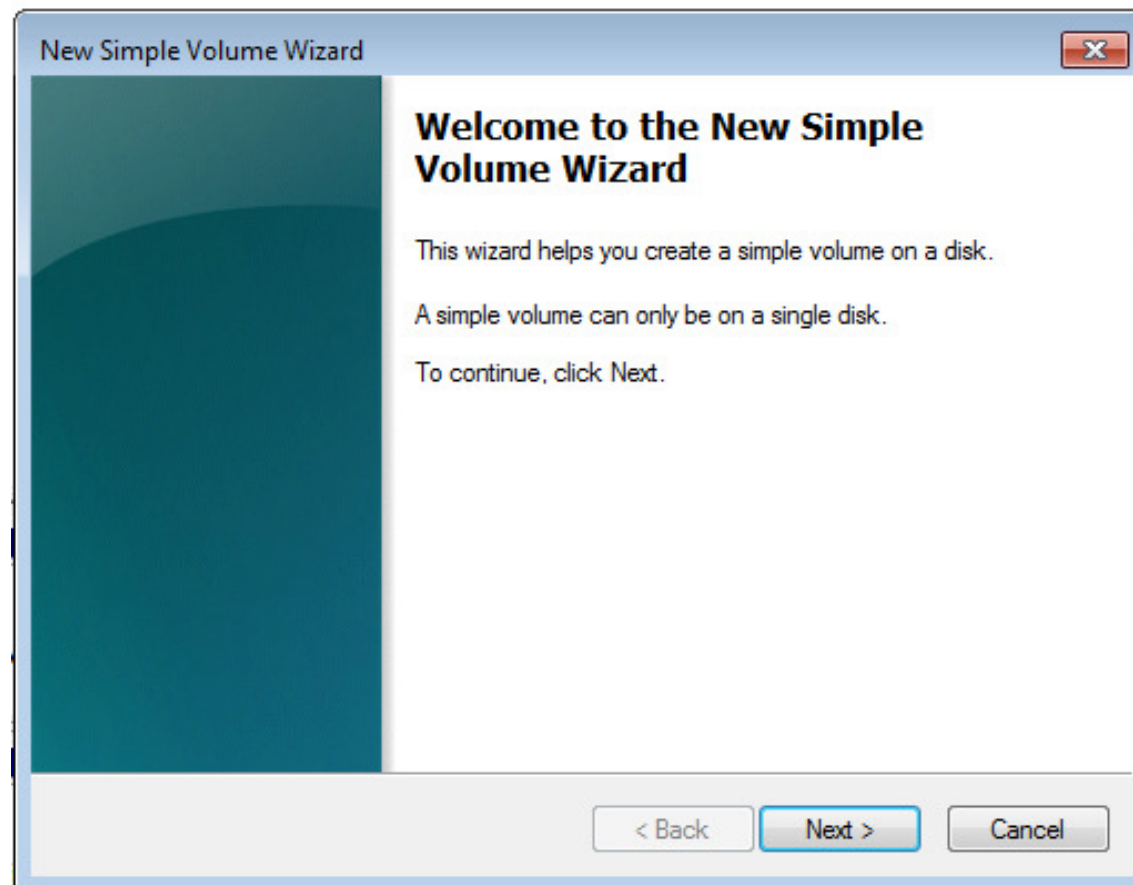 New Simple Volume Wizard
Welcome to the New Simple
Volume Wizard
This wizard helps you create a simple volume on a disk.
A simple volume can only be on a single disk.
To continue, click Next.
< Back
Next >
Cancel